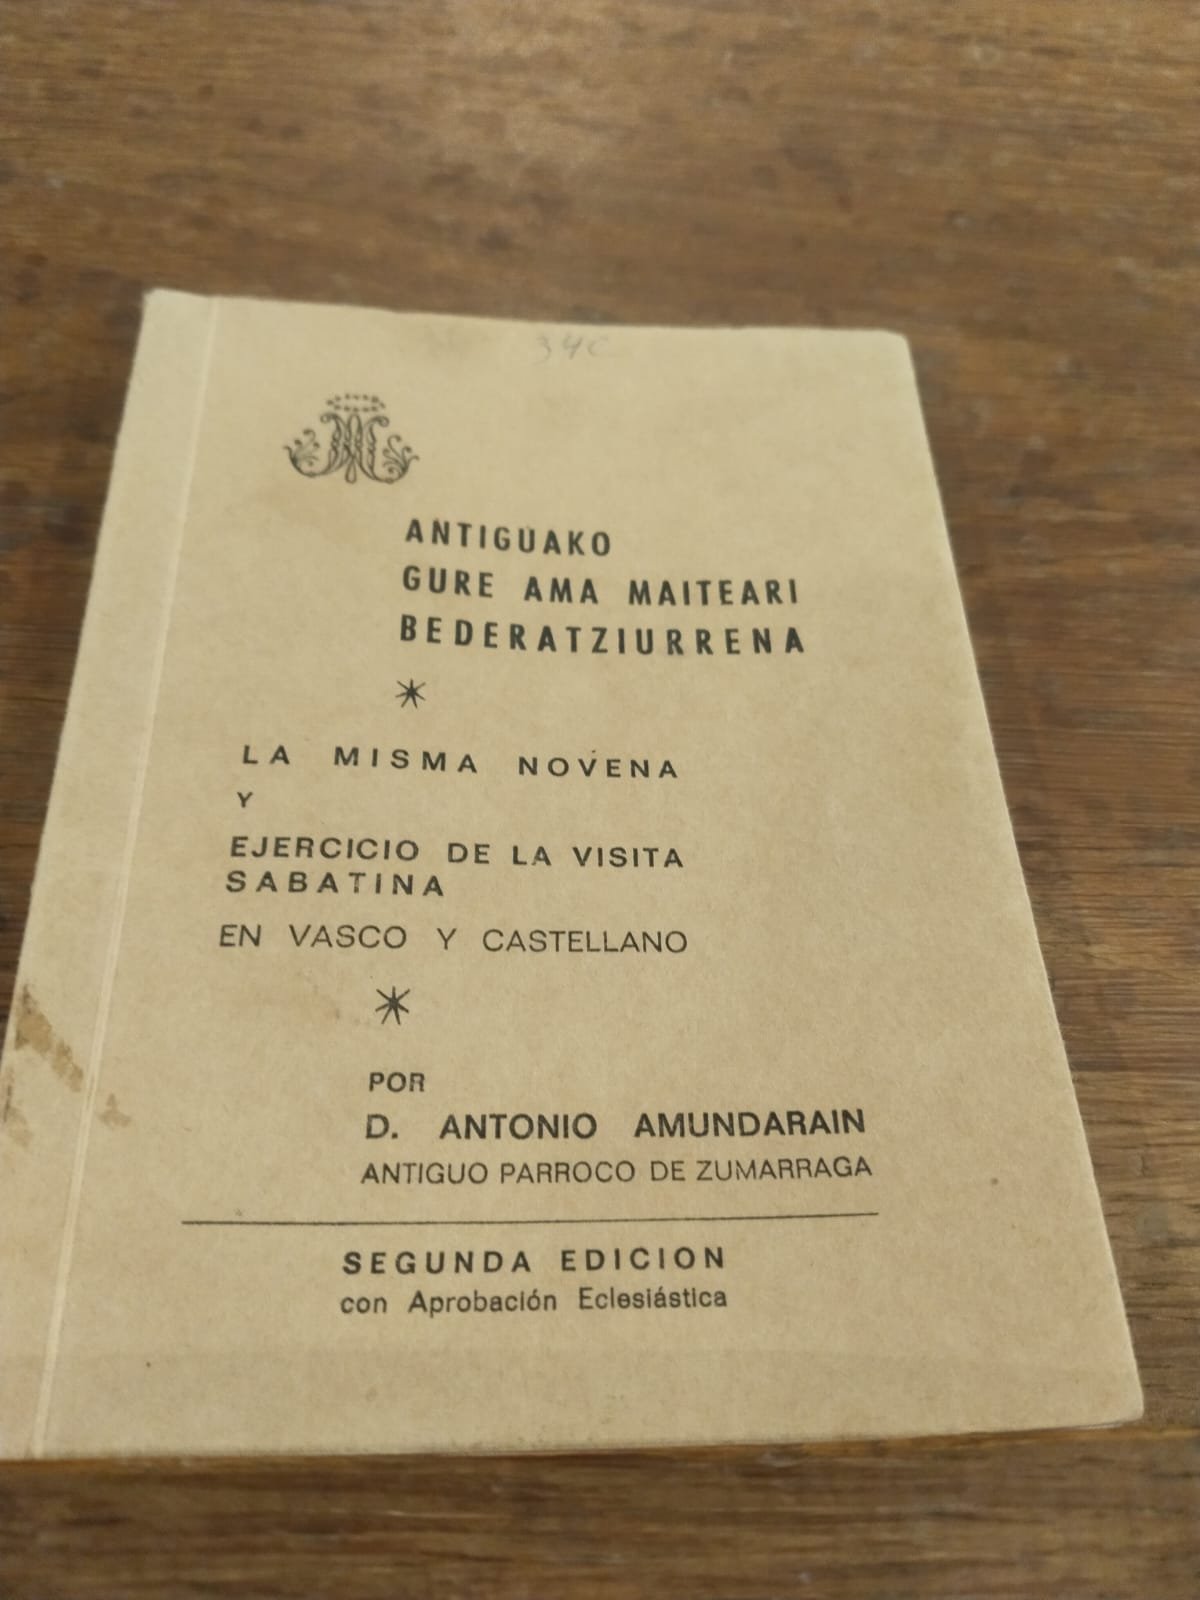 34C
ANTIGUAKO
GURE AMA MAITEARI
BEDERATZIURRENA
LA MISMA NOVENA
Y
EJERCICIO DE LA VISITA
SABATINA
EN VASCO Y CASTELLANO
POR
D. ANTONIO AMUNDARAIN
ANTIGUO PARROCO DE ZUMARRAGA
SEGUNDA EDICION
con Aprobación Eclesiástica